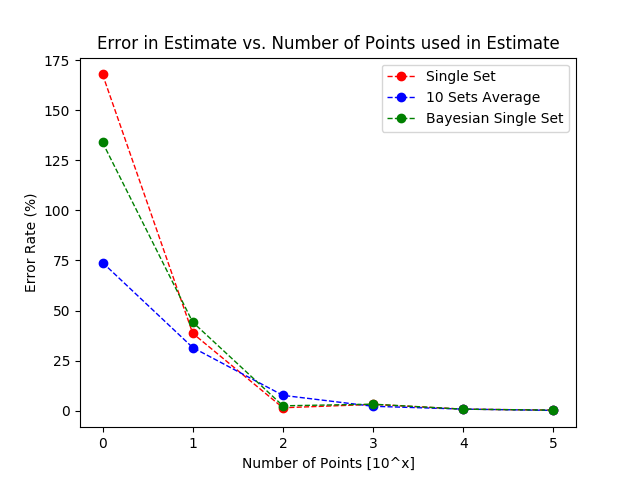 Error in Estimate vs. Number of Points used in Estimate
175
150
125
100
75
50
25
0
Error Rate (%)
Single Set
10 Sets Average
Bayesian Single Set
0 1 2 3 4 5
Number of Points [10^x]